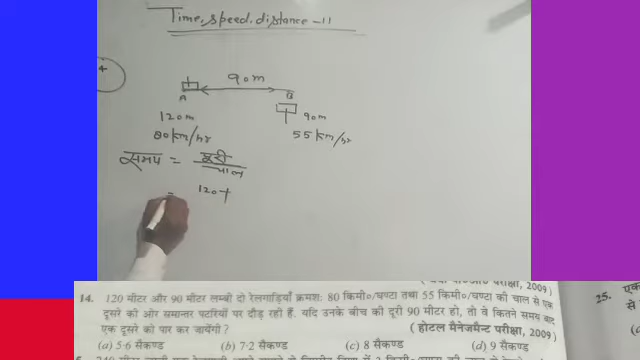 Time, speed. distance -11
4
90m
A
B
120m
90m
80km/hr
55 km/hr
समय = दूरी
चाल
= 120+
परीक्षा, 2009)
14. 120 मीटर और 90 मीटर लम्बी दो रेलगाड़ियाँ क्रमशः 80 किमी०/घण्टा तथा 55 किमी०/घण्टा की चाल से एक
दूसरे की ओर समान्तर पटरियों पर दौड़ रही हैं. यदि उनके बीच की दूरी 90 मीटर हो, तो वे कितने समय बाद
एक दूसरे को पार कर जायेंगी ?
(होटल मैनेजमेन्ट परीक्षा, 2009)
(a) 5·6 सैकण्ड (b) 7·2 सैकण्ड (c) 8 सैकण्ड (d) 9 सैकण्ड
25. एक